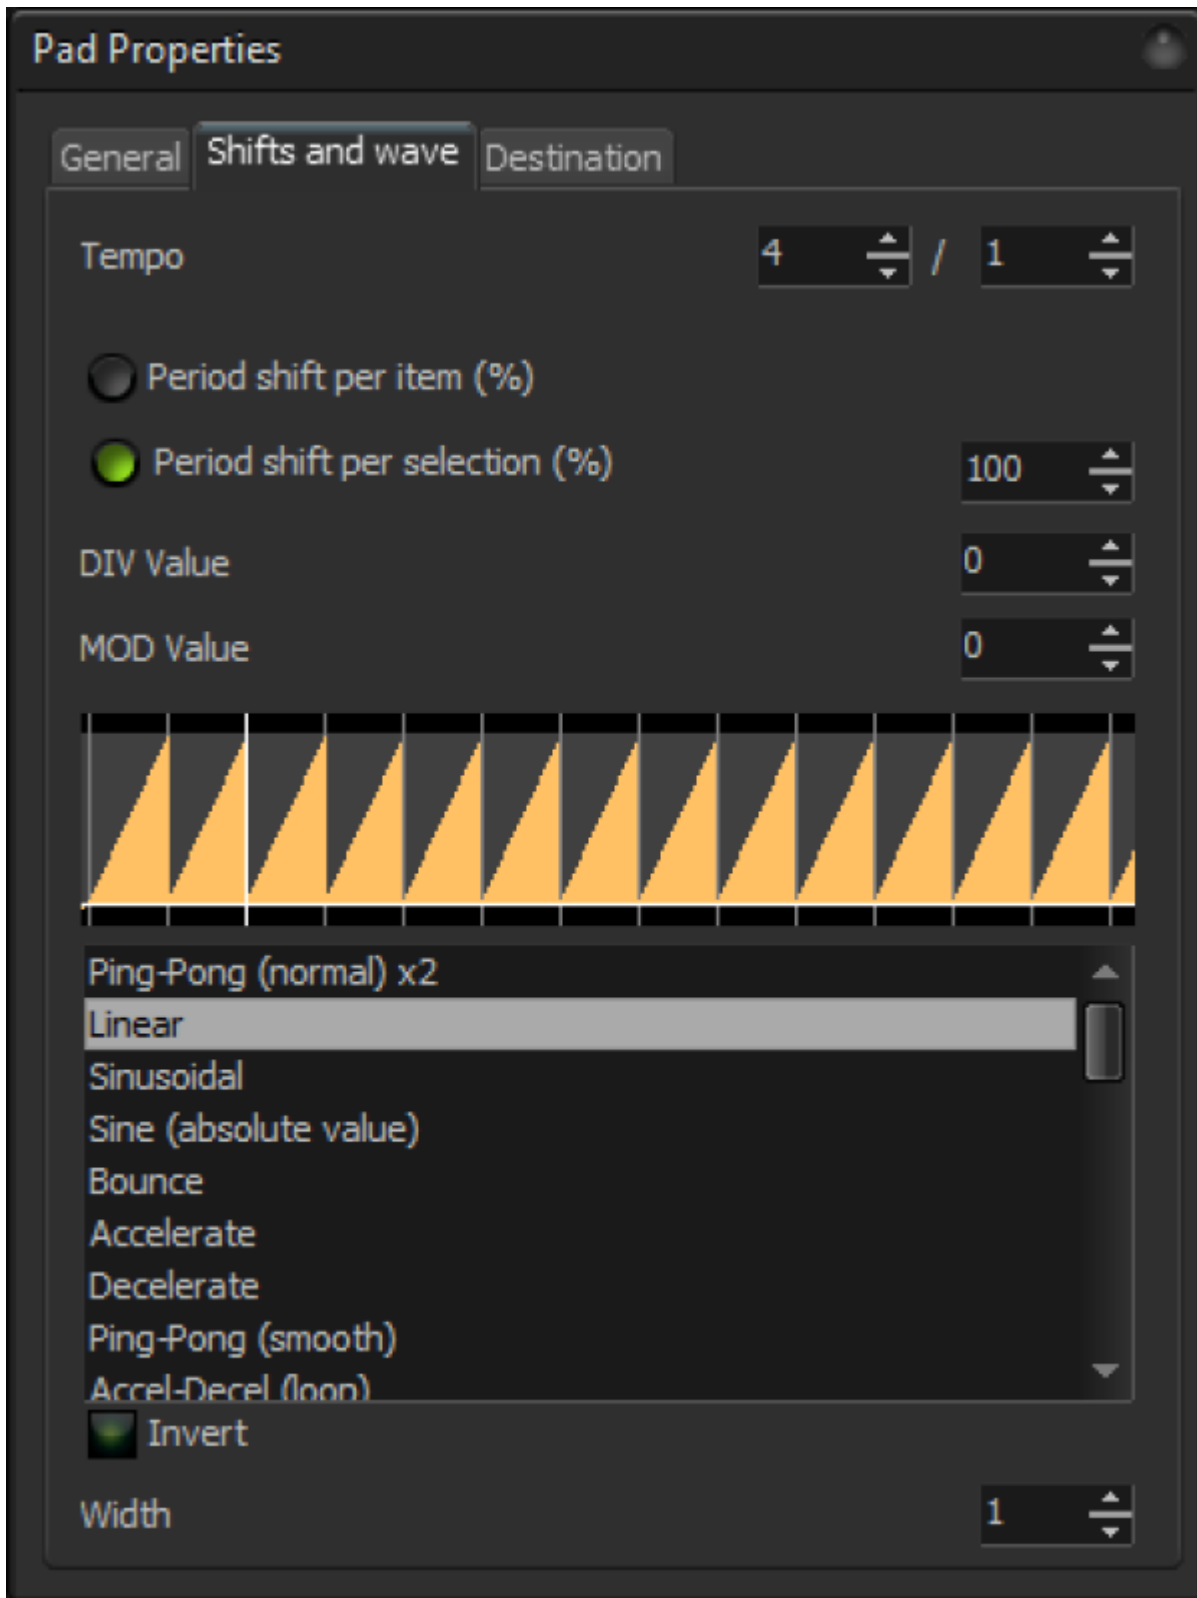 Pad Properties
General Shifts and wave Destination
Tempo 4 / 1
Period shift per item (%)
Period shift per selection (%) 100
DIV Value 0
MOD Value 0
Ping-Pong (normal) x2
Linear
Sinusoidal
Sine (absolute value)
Bounce
Accelerate
Decelerate
Ping-Pong (smooth)
Accel-Decel (loop)
Invert
Width 1